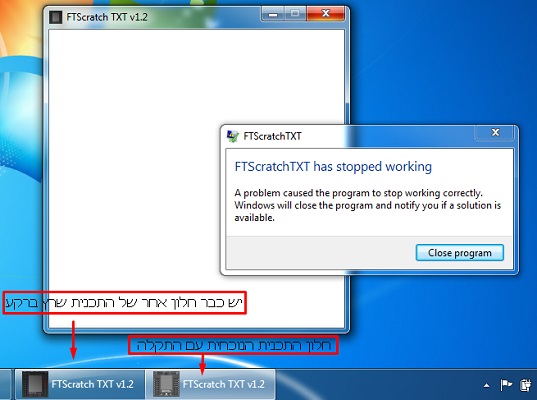 FTScratch TXT v1.2
FTScratchTXT
FTScratchTXT has stopped working
A problem caused the program to stop working correctly.
Windows will close the program and notify you if a solution is
available.
Close program
יש כבר חלון אחר של התכנית שרץ ברקע
חלון התכנית הנוכחית עם התקלה
FTScratch TXT v1.2
FTScratch TXT v1.2